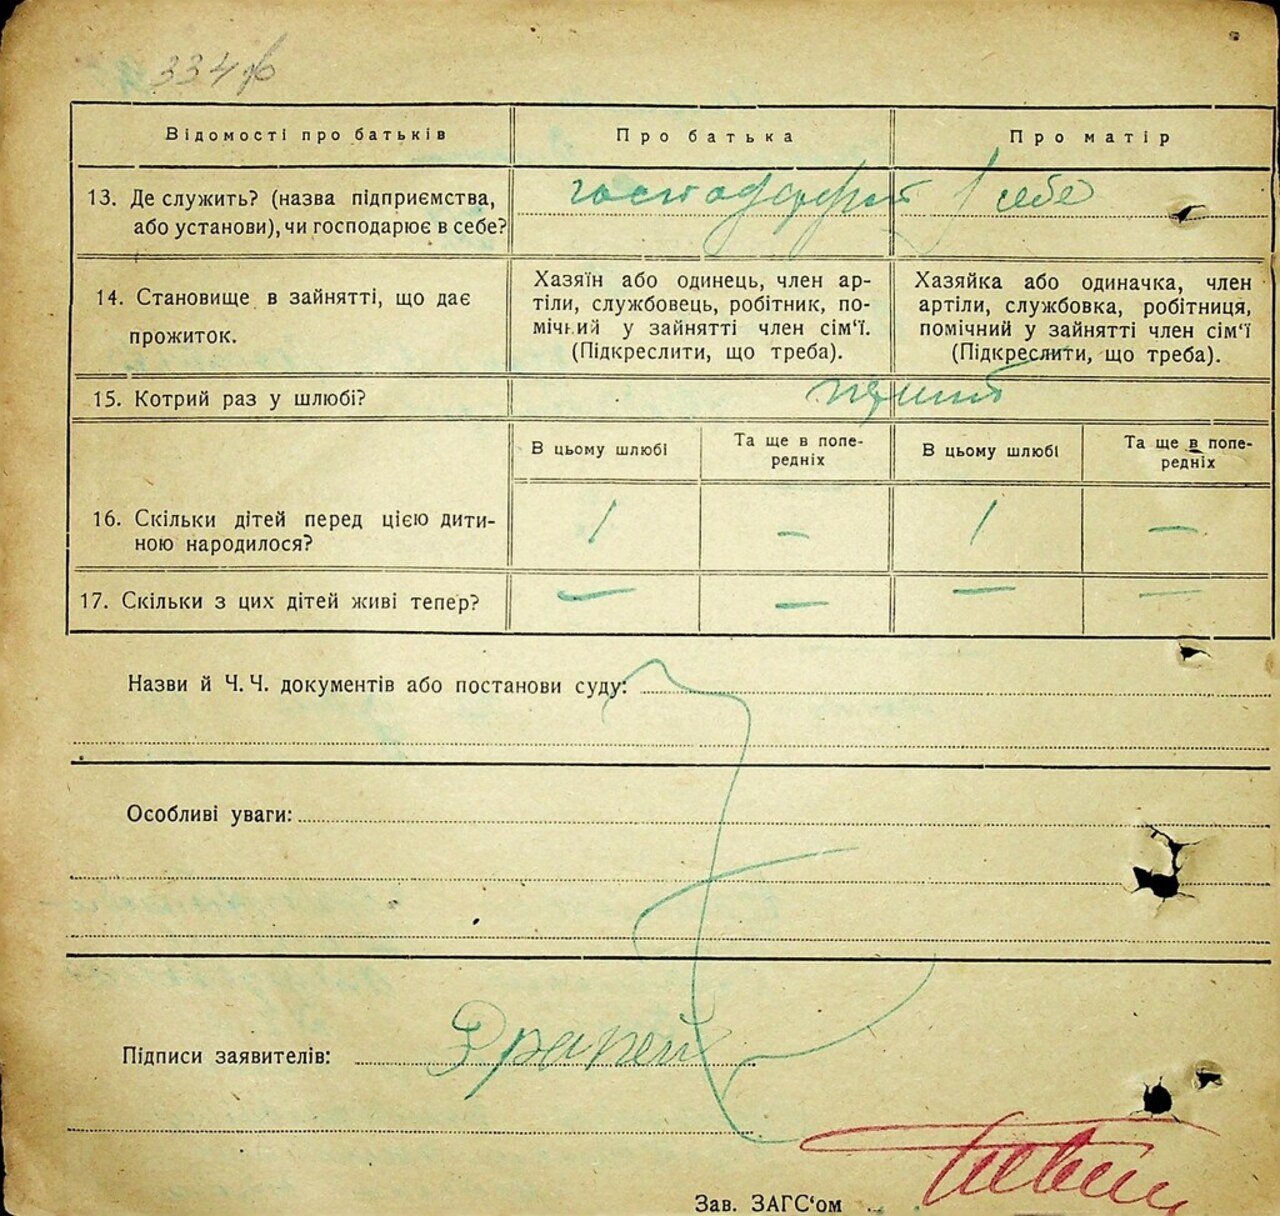 334
Відомості про батьків
Про батька
Про матір
13. Де служить? (назва підприємства,
або установи), чи господарює в себе?
у себе
14. Становище в зайнятті, що дає
прожиток.
Хазяїн або одинець, член ар-
тіли, службовець, робітник, по-
мічний у зайнятті член сім‘ї.
(Підкреслити, що треба).
Хазяйка або одиначка, член
артіли, службовка, робітниця,
помічний у зайнятті член сім‘ї
(Підкреслити, що треба).
15. Котрий раз у шлюбі?
В цьому шлюбі
Та ще в попе-
редніх
В цьому шлюбі
Та ще в попе-
редніх
16. Скільки дітей перед цією дити-
ною народилося?
1
–
1
–
17. Скільки з цих дітей живі тепер?
–
–
–
–
Назви й Ч. Ч. документів або постанови суду:
Особливі уваги:
Підписи заявителів:
Зав. ЗАГС‘ом